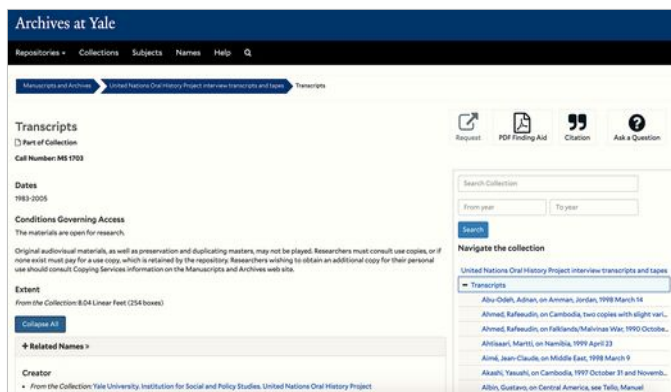 Archives at Yale
Repositories Collections Subjects Names Help
Manuscripts and Archives United Nations Oral History Project interview transcripts and tapes Transcripts
Transcripts
Part of Collection
Call Number: MS 1703
Request PDF Finding Aid Citation Ask a Question
Dates
1983-2005
Conditions Governing Access
The materials are open for research.
Original audiovisual materials, as well as preservation and duplicating masters, may not be played. Researchers must consult use copies, or if
none exist must pay for a use copy, which is retained by the repository. Researchers wishing to obtain an additional copy for their personal
use should consult Copying Services information on the Manuscripts and Archives web site.
Extent
From the Collection: 8.04 Linear Feet (254 boxes)
Collapse All
+ Related Names »
Creator
• From the Collection: Yale University. Institution for Social and Policy Studies. United Nations Oral History Project
Search Collection
From year To year
Search
Navigate the collection
United Nations Oral History Project interview transcripts and tapes
− Transcripts
Abu-Odeh, Adnan, on Amman, Jordan, 1998 March 14
Ahmed, Rafeeudin, on Cambodia, two copies with slight vari...
Ahmed, Rafeeudin, on Falklands/Malvinas War, 1990 Octobe...
Ahtisaari, Martti, on Namibia, 1999 April 23
Aimé, Jean-Claude, on Middle East, 1998 March 9
Akashi, Yasushi, on Cambodia, 1997 October 31 and Novemb...
Albin, Gustavo, on Central America, see Tello, Manuel